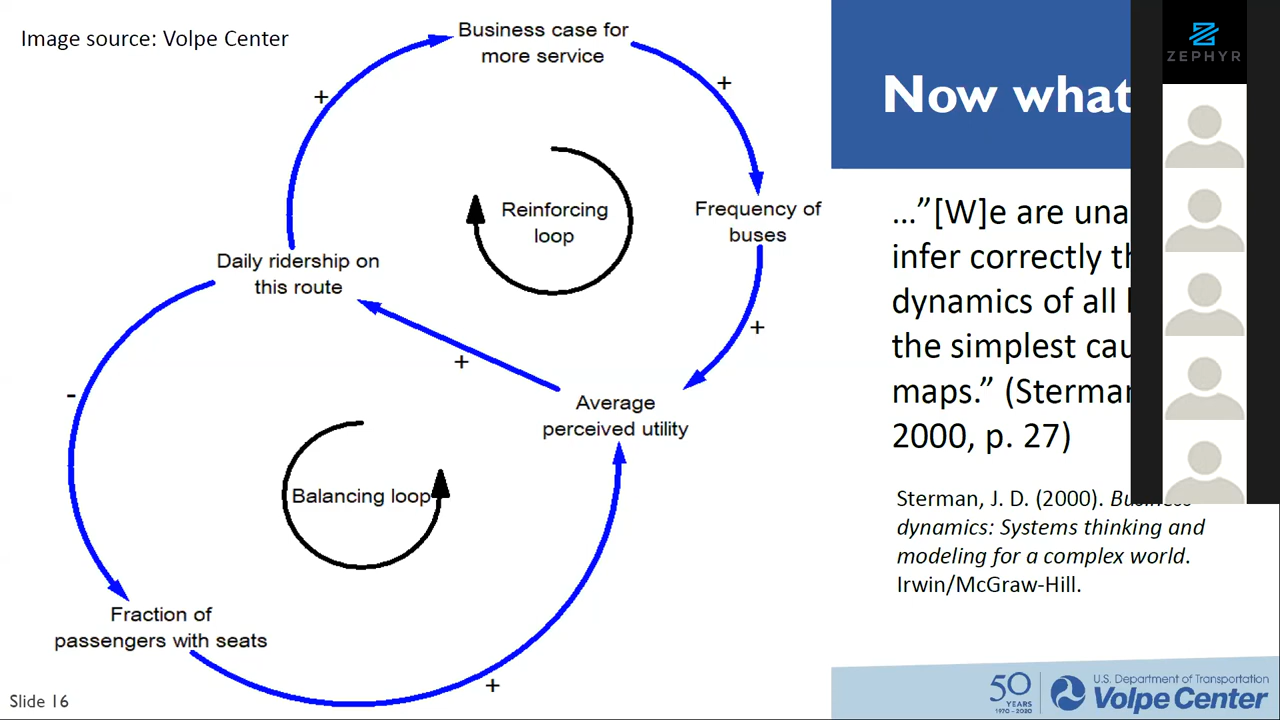 Image source: Volpe Center
Business case for
more service
+
+
Reinforcing
loop
Frequency of
buses
Daily ridership on
this route
+
+
-
Average
perceived utility
Balancing loop
Fraction of
passengers with seats
+
Slide 16
Now what
…”[W]e are
infer correctly
dynamics of all
the simplest
maps.” (Sterman
2000, p. 27)
Sterman, J. D. (2000). Business
dynamics: Systems thinking and
modeling for a complex world.
Irwin/McGraw-Hill.
50
YEARS
1970 - 2020
U.S. Department of Transportation
Volpe Center
ZEPHYR